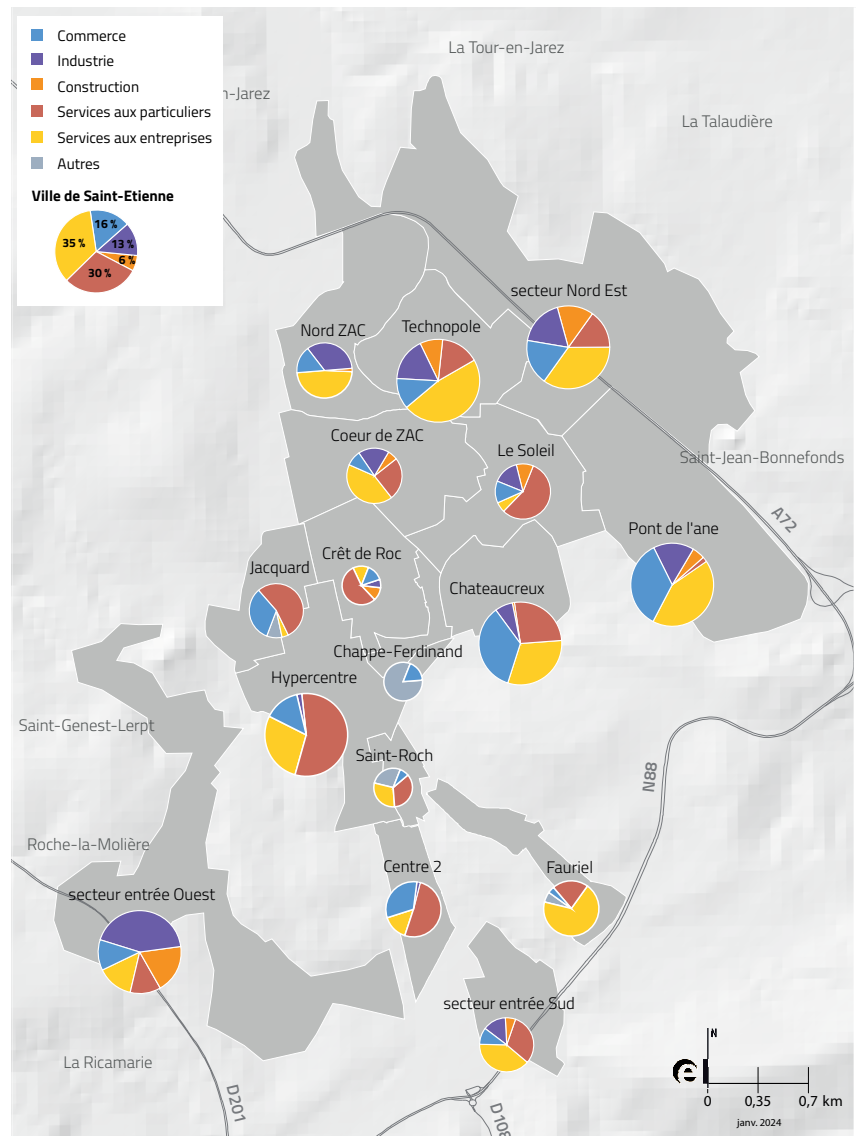 Commerce
Industrie
Construction
Services aux particuliers
Services aux entreprises
Autres
Ville de Saint-Etienne
16 %
13 %
6 %
30 %
35 %
La Tour-en-Jarez
n-Jarez
La Talaudière
secteur Nord Est
Nord ZAC
Technopole
Coeur de ZAC
Le Soleil
Saint-Jean-Bonnefonds
A72
Pont de l'ane
Crêt de Roc
Jacquard
Chateaucreux
Chappe-Ferdinand
Hypercentre
Saint-Genest-Lerpt
Saint-Roch
N88
Roche-la-Molière
Centre 2
Fauriel
secteur entrée Ouest
secteur entrée Sud
La Ricamarie
D201
D108
N
0 0,35 0,7 km
janv. 2024